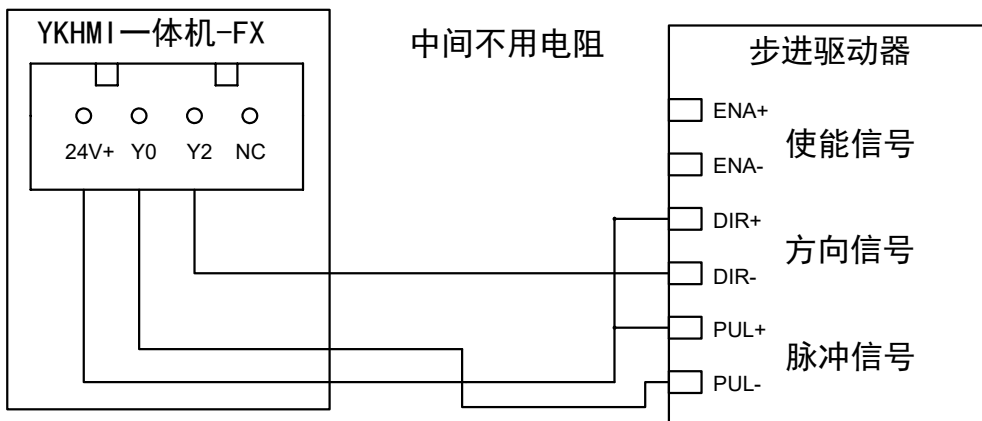 YKHMI一体机-FX
中间不用电阻
步进驱动器
24V+ Y0 Y2 NC
ENA+
使能信号
ENA-
DIR+
方向信号
DIR-
PUL+
脉冲信号
PUL-